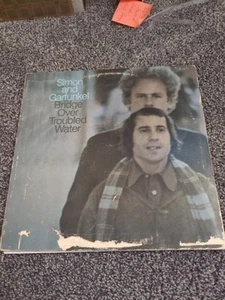 Simon
and
Garfunkel
Bridge
Over
Troubled
Water